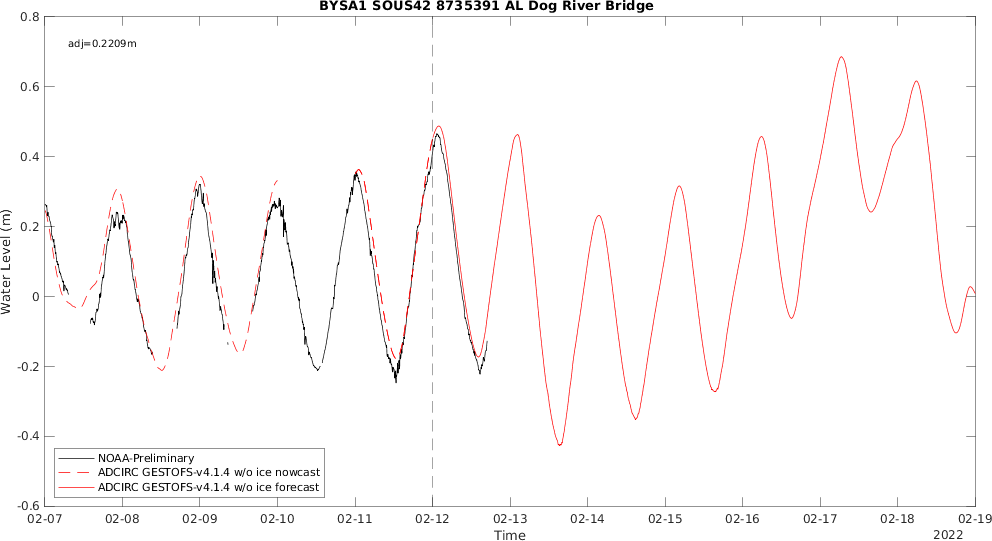 BYSA1 SOUS42 8735391 AL Dog River Bridge
adj=0.2209m
0.8
0.6
0.4
0.2
0
-0.2
-0.4
-0.6
Water Level (m)
NOAA-Preliminary
ADCIRC GESTOFS-v4.1.4 w/o ice nowcast
ADCIRC GESTOFS-v4.1.4 w/o ice forecast
02-07 02-08 02-09 02-10 02-11 02-12 02-13 02-14 02-15 02-16 02-17 02-18 02-19
Time
2022